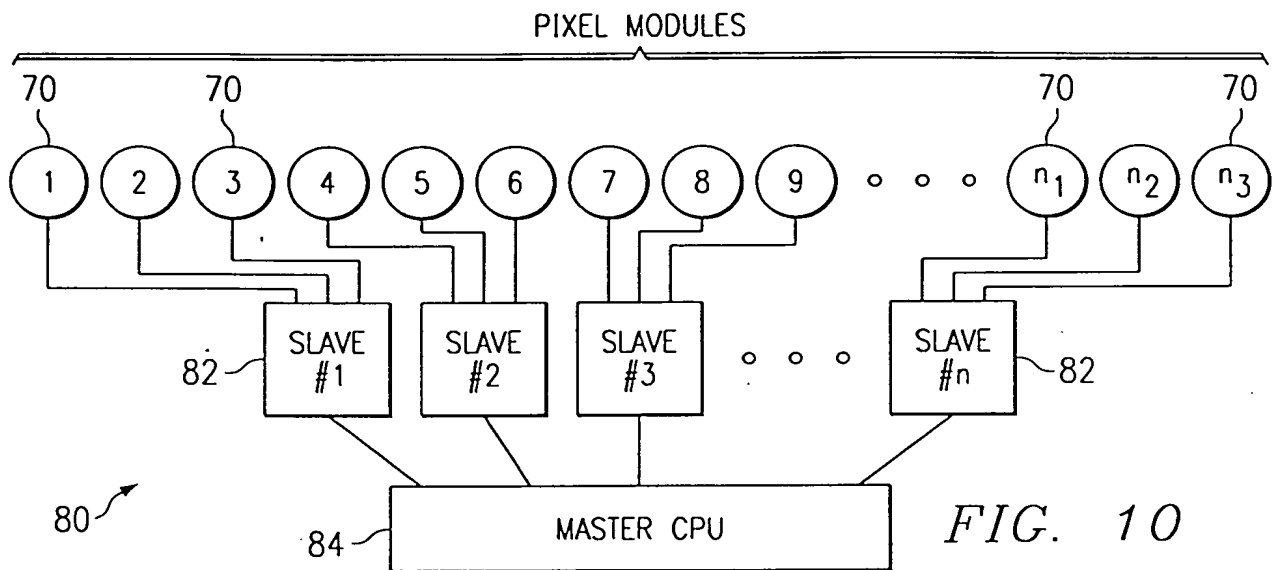 PIXEL MODULES
70 70 70 70
1 2 3 4 5 6 7 8 9 n1 n2 n3
SLAVE #1
SLAVE #2
SLAVE #3
SLAVE #n
82 82
80
84
MASTER CPU
FIG. 10